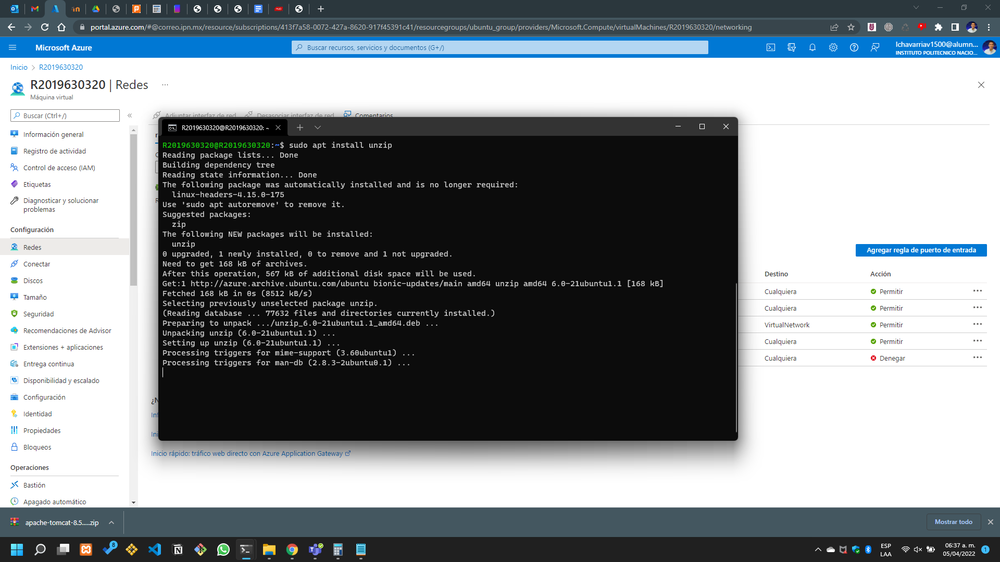 portal.azure.com/#@correo.ipn.mx/resource/subscriptions/413f7a58-0072-427a-8620-917f45391c41/resourcegroups/ubuntu_group/providers/Microsoft.Compute/virtualMachines/R2019630320/networking
Microsoft Azure
Buscar recursos, servicios y documentos (G+/)
lchavarriav1500@alumn...
INSTITUTO POLITECNICO NACIO...
Inicio > R2019630320
R2019630320 | Redes ...
Máquina virtual
Buscar (Ctrl+/)
Adjuntar interfaz de red
Desasociar interfaz de red
Comentarios
Información general
Registro de actividad
Control de acceso (IAM)
Etiquetas
Diagnosticar y solucionar
problemas
Configuración
Redes
Conectar
Discos
Tamaño
Seguridad
Recomendaciones de Advisor
Extensiones + aplicaciones
Entrega continua
Disponibilidad y escalado
Configuración
Identidad
Propiedades
Bloqueos
Operaciones
Bastión
Apagado automático
R2019630320@R2019630320: ~
R2019630320@R2019630320:~$ sudo apt install unzip
Reading package lists... Done
Building dependency tree
Reading state information... Done
The following package was automatically installed and is no longer required:
linux-headers-4.15.0-175
Use 'sudo apt autoremove' to remove it.
Suggested packages:
zip
The following NEW packages will be installed:
unzip
0 upgraded, 1 newly installed, 0 to remove and 1 not upgraded.
Need to get 168 kB of archives.
After this operation, 567 kB of additional disk space will be used.
Get:1 http://azure.archive.ubuntu.com/ubuntu bionic-updates/main amd64 unzip amd64 6.0-21ubuntu1.1 [168 kB]
Fetched 168 kB in 0s (8512 kB/s)
Selecting previously unselected package unzip.
(Reading database ... 77632 files and directories currently installed.)
Preparing to unpack .../unzip_6.0-21ubuntu1.1_amd64.deb ...
Unpacking unzip (6.0-21ubuntu1.1) ...
Setting up unzip (6.0-21ubuntu1.1) ...
Processing triggers for mime-support (3.60ubuntu1) ...
Processing triggers for man-db (2.8.3-2ubuntu0.1) ...
Agregar regla de puerto de entrada
Destino Acción
Cualquiera Permitir ...
Cualquiera Permitir ...
VirtualNetwork Permitir ...
Cualquiera Permitir ...
Cualquiera Denegar ...
¿N
Inf
Ini
Inicio rápido: tráfico web directo con Azure Application Gateway
apache-tomcat-8.5.....zip
Mostrar todo
8
ESP
LAA
06:37 a. m.
05/04/2022
1